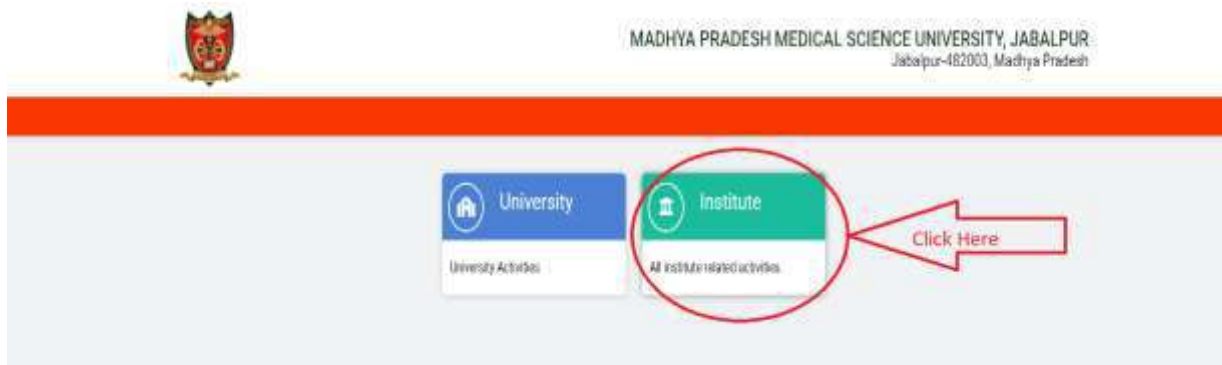 MADHYA PRADESH MEDICAL SCIENCE UNIVERSITY, JABALPUR
Jabalpur-482003, Madhya Pradesh
University
Institute
Click Here
University Activities
All institute related activities.